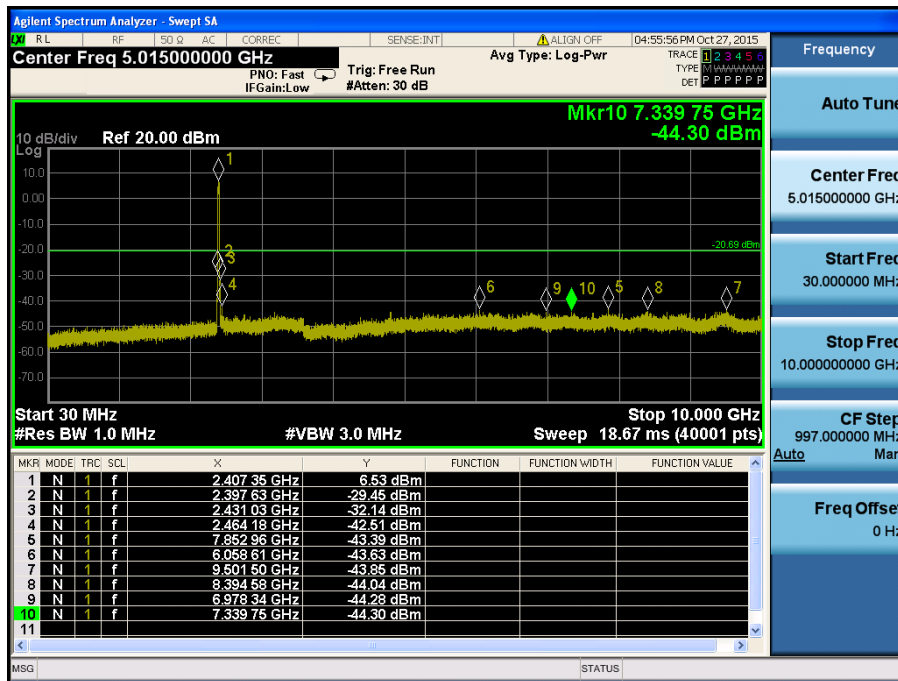 Agilent Spectrum Analyzer - Swept SA
LXI RL RF 50 Ω AC CORREC SENSE:INT ALIGN OFF 04:55:56 PM Oct 27, 2015
Center Freq 5.015000000 GHz
PNO: Fast
IFGain:Low
Trig: Free Run
#Atten: 30 dB
Avg Type: Log-Pwr
TRACE 1 2 3 4 5 6
TYPE M WWWWW
DET P P P P P P
Frequency
Auto Tune
Mkr10 7.339 75 GHz
-44.30 dBm
10 dB/div Ref 20.00 dBm
Log
10.0
0.00
-10.0
-20.0
-30.0
-40.0
-50.0
-60.0
-70.0
1
2
3
4
6
9
10
5
8
7
-20.69 dBm
Start 30 MHz
Stop 10.000 GHz
#Res BW 1.0 MHz
#VBW 3.0 MHz
Sweep 18.67 ms (40001 pts)
Center Freq
5.015000000 GHz
Start Freq
30.000000 MHz
Stop Freq
10.000000000 GHz
CF Step
997.000000 MHz
Auto Man
Freq Offset
0 Hz
MKR MODE TRC SCL X Y FUNCTION FUNCTION WIDTH FUNCTION VALUE
1 N 1 f 2.407 35 GHz 6.53 dBm
2 N 1 f 2.397 63 GHz -29.45 dBm
3 N 1 f 2.431 03 GHz -32.14 dBm
4 N 1 f 2.464 18 GHz -42.51 dBm
5 N 1 f 7.852 96 GHz -43.39 dBm
6 N 1 f 6.058 61 GHz -43.63 dBm
7 N 1 f 9.501 50 GHz -43.85 dBm
8 N 1 f 8.394 58 GHz -44.04 dBm
9 N 1 f 6.978 34 GHz -44.28 dBm
10 N 1 f 7.339 75 GHz -44.30 dBm
11
MSG
STATUS